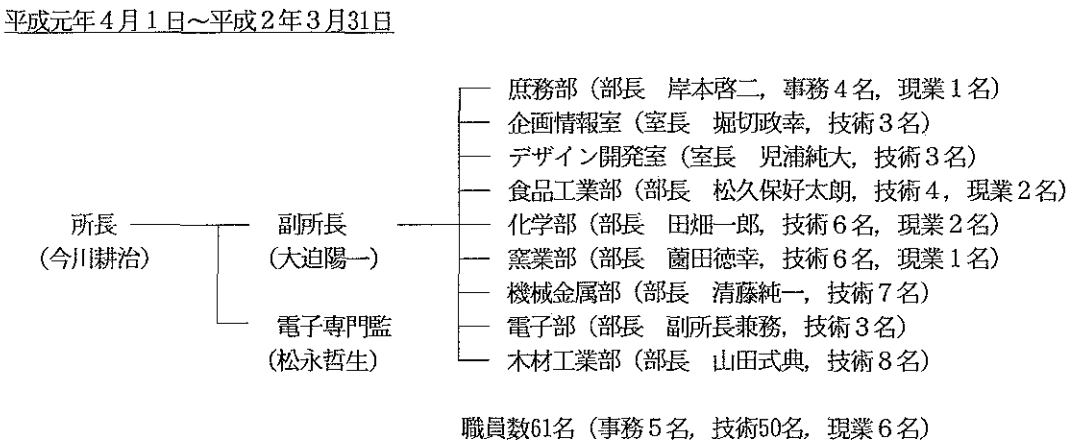 平成元年4月1日～平成2年3月31日
庶務部（部長　岸本啓二，事務4名，現業1名）
企画情報室（室長　堀切政幸，技術3名）
デザイン開発室（室長　児浦純大，技術3名）
食品工業部（部長　松久保好太朗，技術4，現業2名）
所長　副所長　化学部（部長　田畑一郎，技術6名，現業2名）
（今川耕治）　（大迫陽一）　窯業部（部長　薗田徳幸，技術6名，現業1名）
機械金属部（部長　清藤純一，技術7名）
電子専門監　電子部（部長　副所長兼務，技術3名）
（松永哲生）　木材工業部（部長　山田式典，技術8名）
職員数61名（事務5名，技術50名，現業6名）